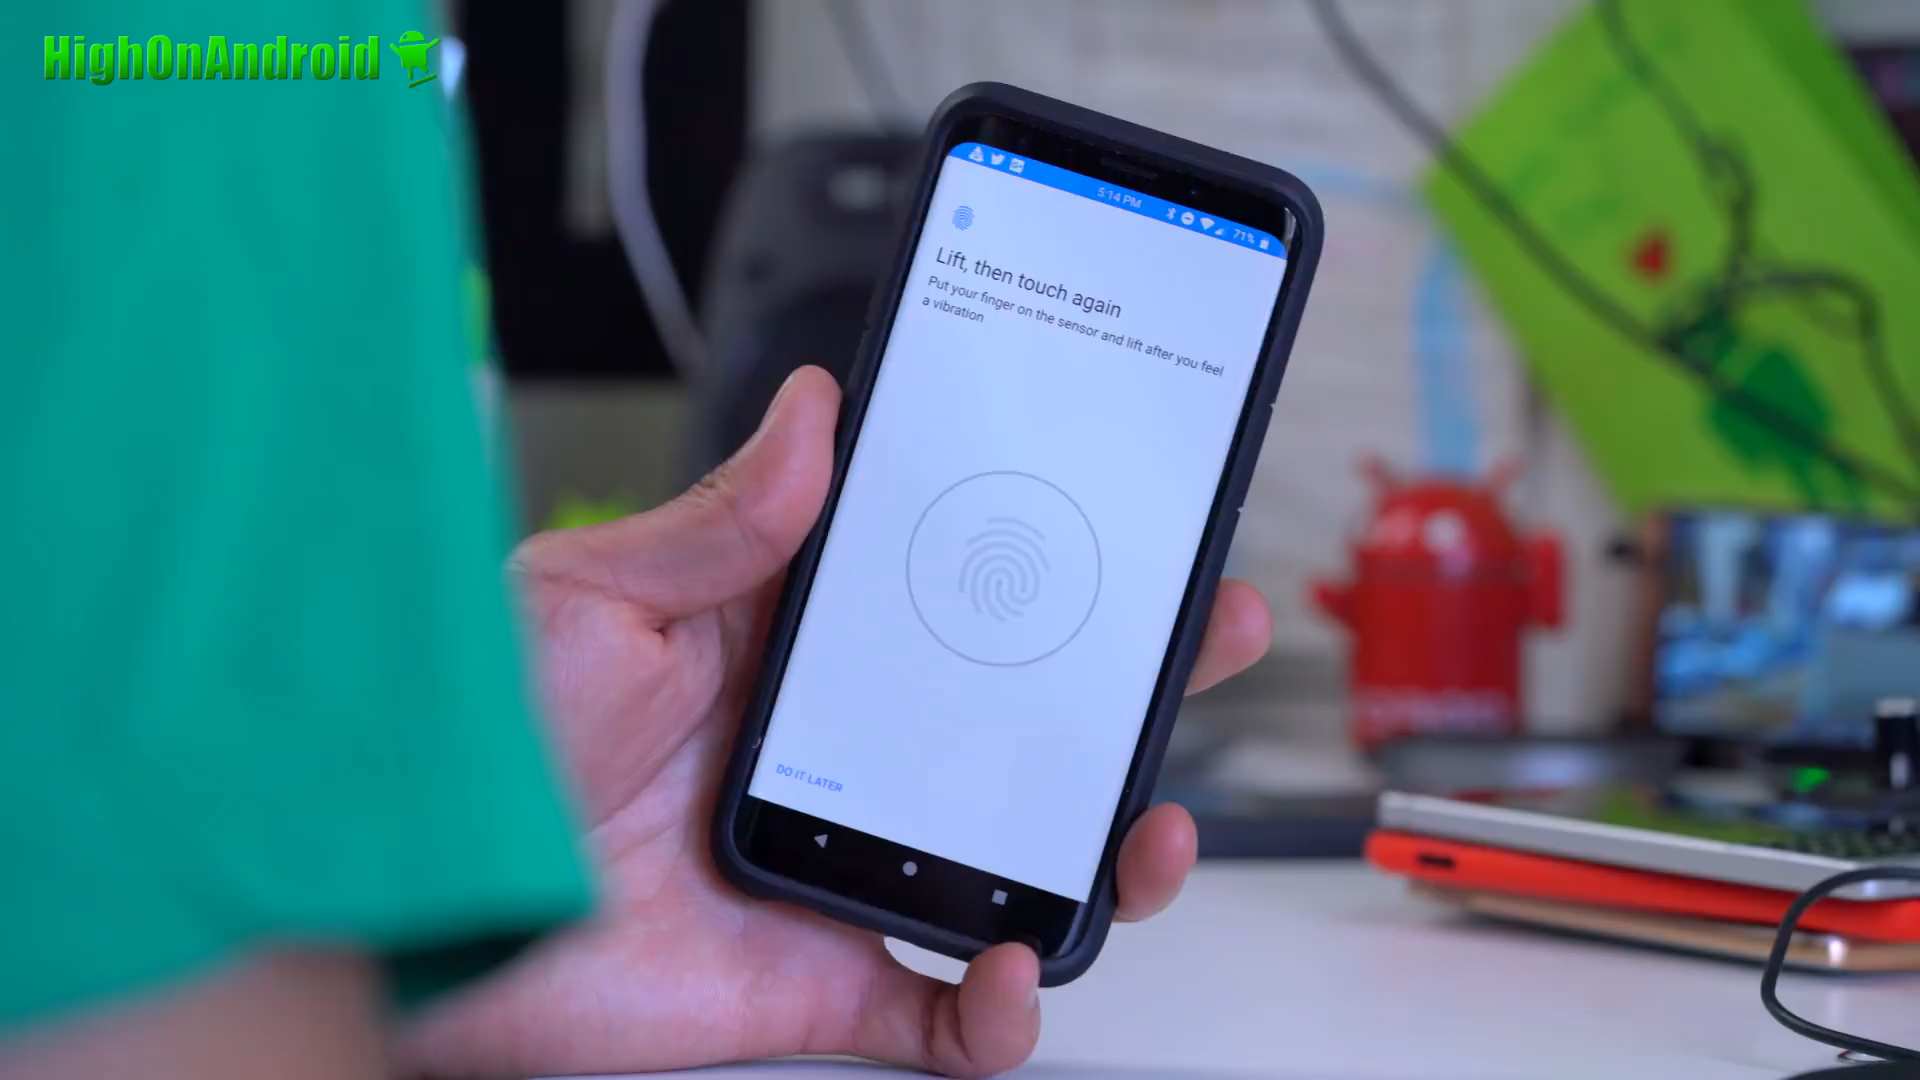 HighOnAndroid
5:14 PM
71%
Lift, then touch again
Put your finger on the sensor and lift after you feel
a vibration
DO IT LATER